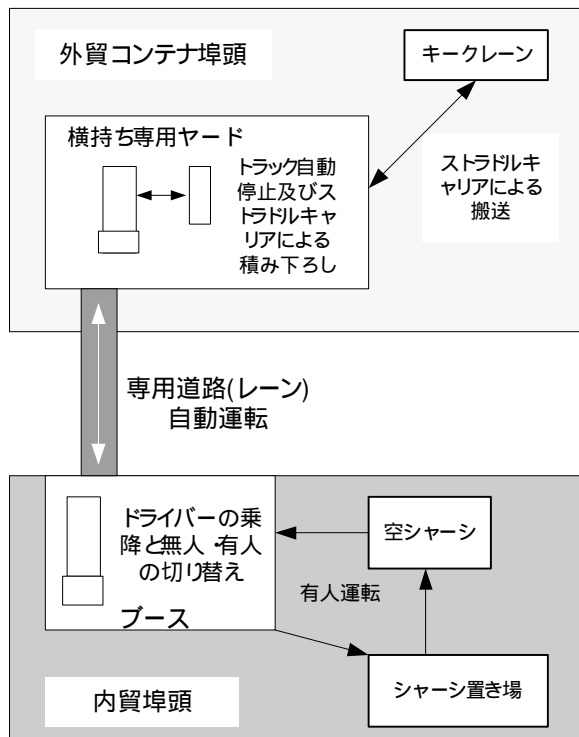 外貿コンテナ埠頭
キークレーン
横持ち専用ヤード
トラック自動
停止及びス
トラドルキャ
リアによる
積み下ろし
ストラドルキ
ャリアによる
搬送
専用道路(レーン)
自動運転
ドライバーの乗
降と無人・有人
の切り替え
ブース
空シャーシ
有人運転
シャーシ置き場
内貿埠頭